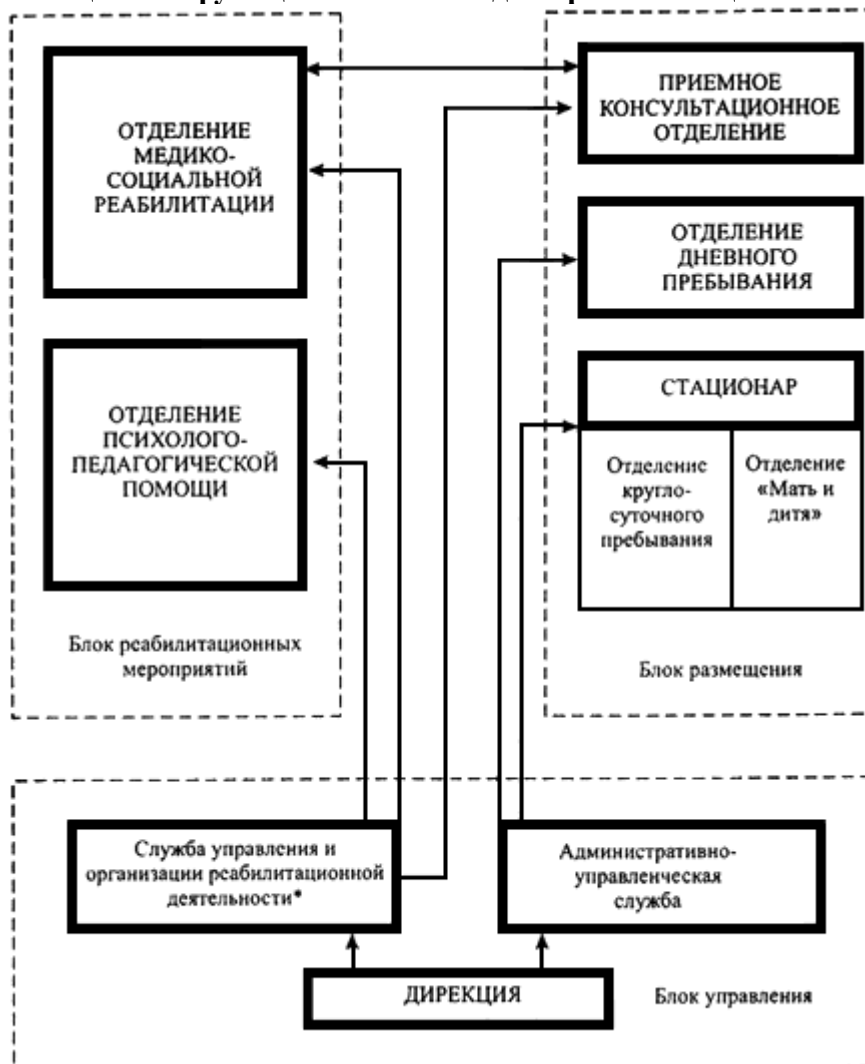 ОТДЕЛЕНИЕ
МЕДИКО-
СОЦИАЛЬНОЙ
РЕАБИЛИТАЦИИ
ОТДЕЛЕНИЕ
ПСИХОЛОГО-
ПЕДАГОГИЧЕСКОЙ
ПОМОЩИ
Блок реабилитационных
мероприятий
ПРИЕМНОЕ
КОНСУЛЬТАЦИОННОЕ
ОТДЕЛЕНИЕ
ОТДЕЛЕНИЕ
ДНЕВНОГО
ПРЕБЫВАНИЯ
СТАЦИОНАР
Отделение
кругло-
суточного
пребывания
Отделение
«Мать и
дитя»
Блок размещения
Служба управления и
организации реабилитационной
деятельности*
Административно-
управленческая
служба
ДИРЕКЦИЯ
Блок управления